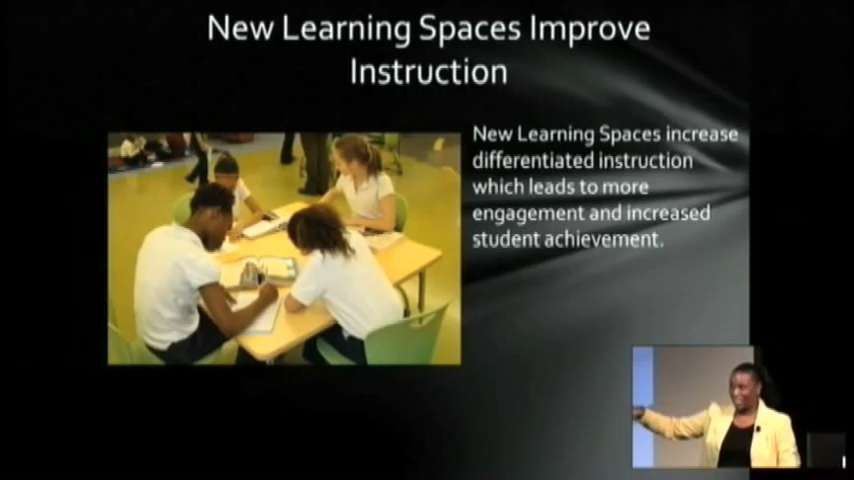 New Learning Spaces Improve
Instruction
New Learning Spaces increase
differentiated instruction
which leads to more
engagement and increased
student achievement.